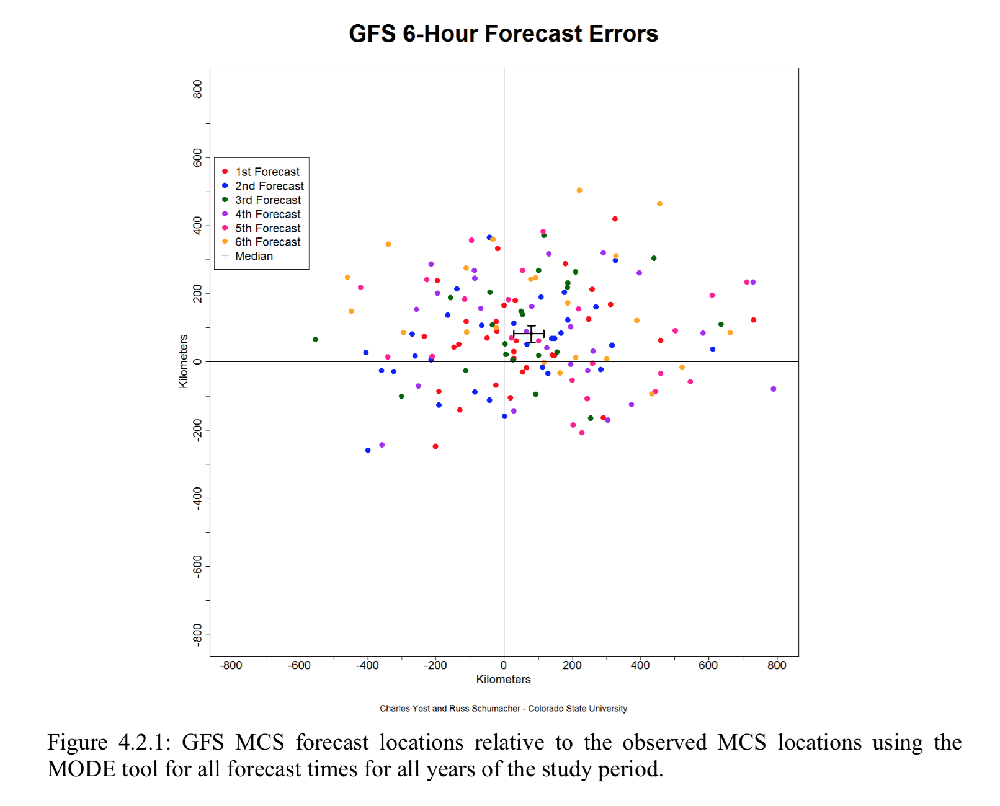 GFS 6-Hour Forecast Errors
800
600
400
200
0
-200
-400
-600
-800
Kilometers
1st Forecast
2nd Forecast
3rd Forecast
4th Forecast
5th Forecast
6th Forecast
Median
-800 -600 -400 -200 0 200 400 600 800
Kilometers
Charles Yost and Russ Schumacher - Colorado State University
Figure 4.2.1: GFS MCS forecast locations relative to the observed MCS locations using the
MODE tool for all forecast times for all years of the study period.